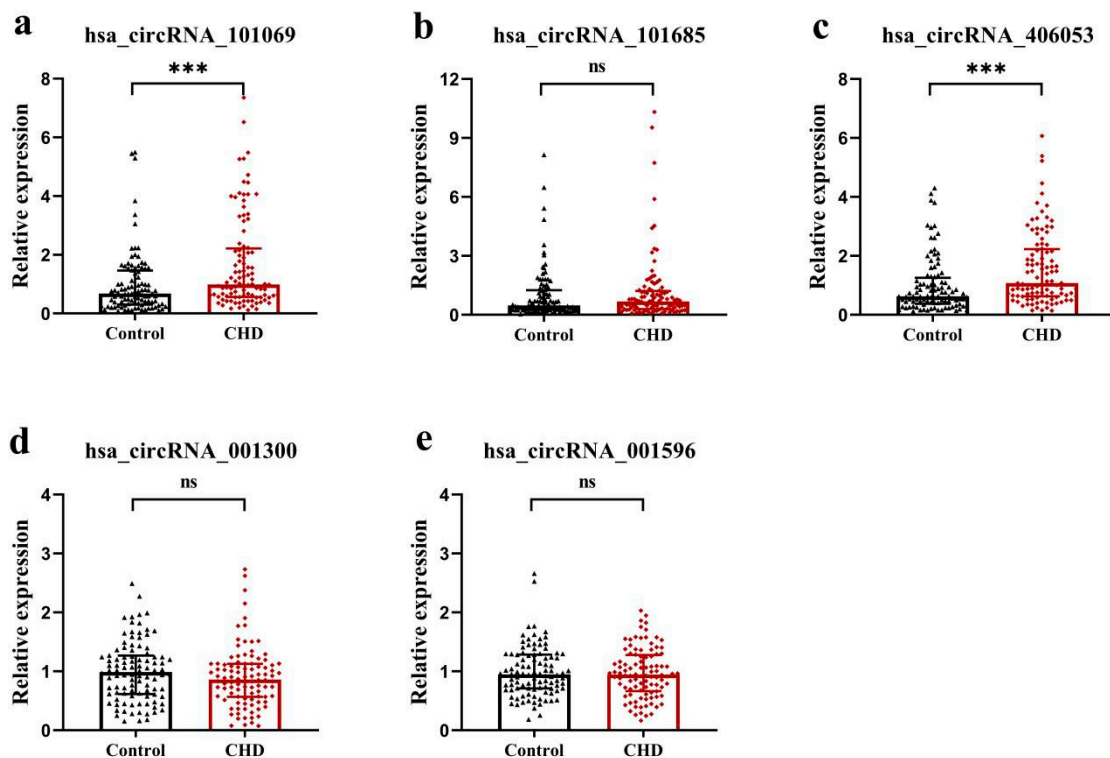 a
hsa_circRNA_101069
***
Relative expression
8
6
4
2
0
Control
CHD
b
hsa_circRNA_101685
ns
Relative expression
12
9
6
3
0
Control
CHD
c
hsa_circRNA_406053
***
Relative expression
8
6
4
2
0
Control
CHD
d
hsa_circRNA_001300
ns
Relative expression
4
3
2
1
0
Control
CHD
e
hsa_circRNA_001596
ns
Relative expression
4
3
2
1
0
Control
CHD